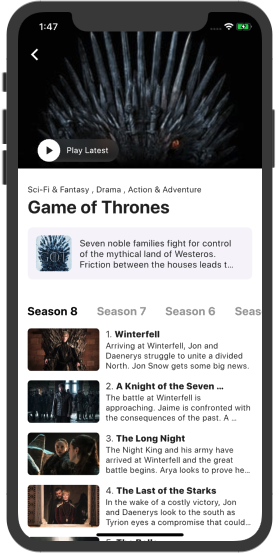 1:47
Play Latest
Sci-Fi & Fantasy , Drama , Action & Adventure
Game of Thrones
Seven noble families fight for control
of the mythical land of Westeros.
Friction between the houses leads t...
Season 8 Season 7 Season 6 Seas
1. Winterfell
Arriving at Winterfell, Jon and
Daenerys struggle to unite a divided
North. Jon Snow gets some big news.
2. A Knight of the Seven ...
The battle at Winterfell is
approaching. Jaime is confronted with
the consequences of the past. A ...
3. The Long Night
The Night King and his army have
arrived at Winterfell and the great
battle begins. Arya looks to prove he...
4. The Last of the Starks
In the wake of a costly victory, Jon
and Daenerys look to the south as
Tyrion eyes a compromise that could...